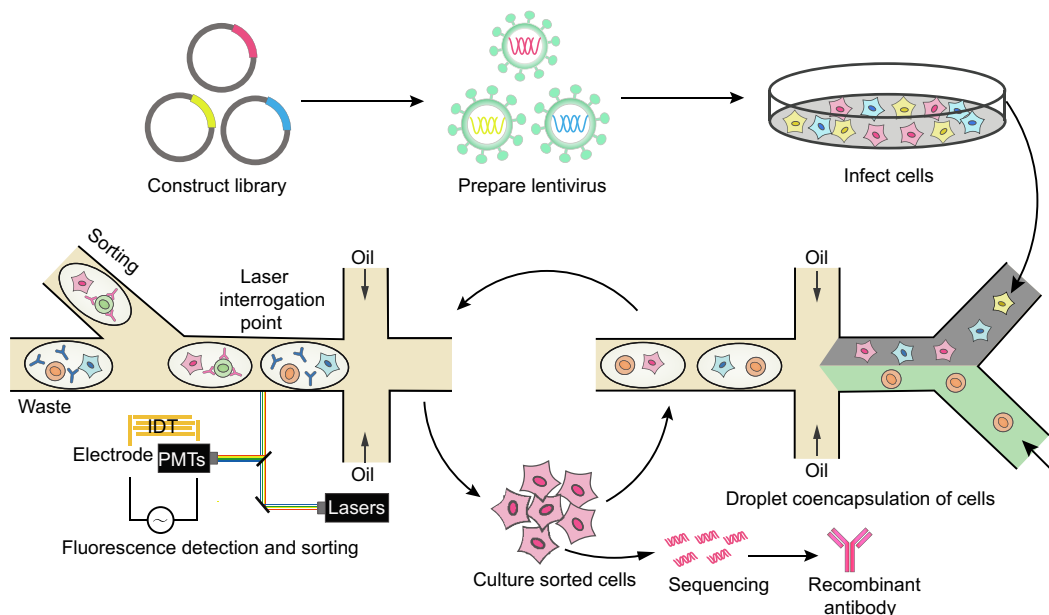 Construct library
Prepare lentivirus
Infect cells
Sorting
Laser
interrogation
point
Oil
Oil
Waste
IDT
Electrode
PMTs
Oil
Lasers
Oil
Fluorescence detection and sorting
Droplet coencapsulation of cells
Culture sorted cells
Sequencing
Recombinant
antibody